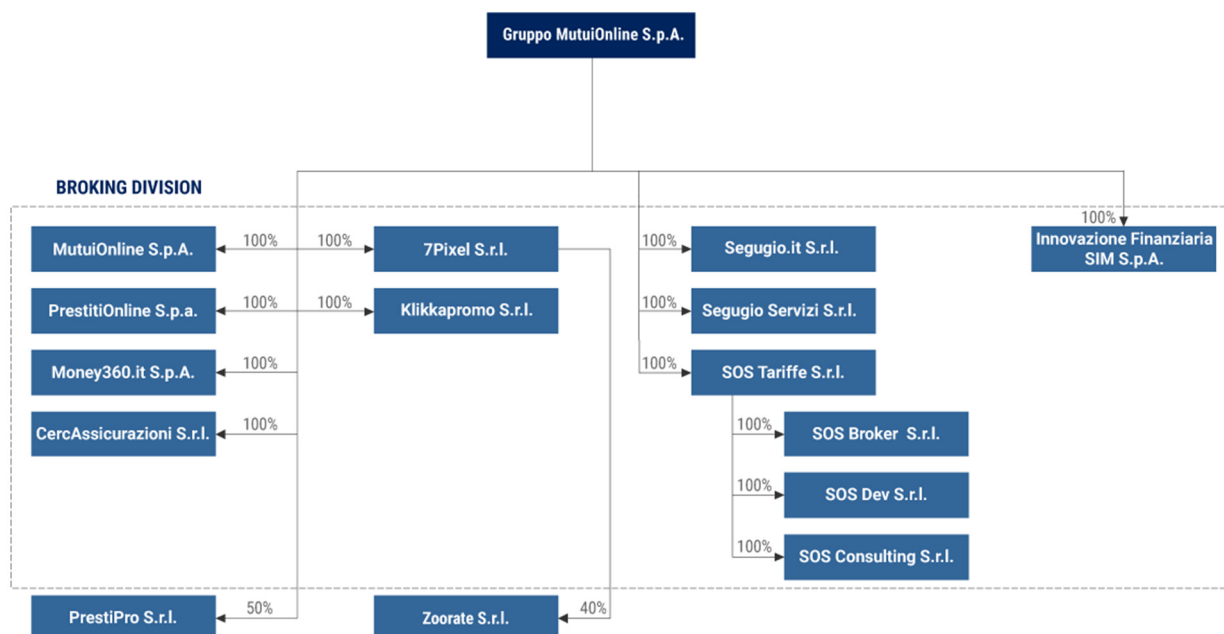 Gruppo MutuiOnline S.p.A.
BROKING DIVISION
100%
MutuiOnline S.p.A.
100%
100%
7Pixel S.r.l.
100%
Segugio.it S.r.l.
Innovazione Finanziaria
SIM S.p.A.
PrestitiOnline S.p.a.
100%
100%
Klikkapromo S.r.l.
100%
Segugio Servizi S.r.l.
Money360.it S.p.A.
100%
100%
SOS Tariffe S.r.l.
CercAssicurazioni S.r.l.
100%
100%
SOS Broker S.r.l.
100%
SOS Dev S.r.l.
100%
SOS Consulting S.r.l.
PrestiPro S.r.l.
50%
Zoorate S.r.l.
40%